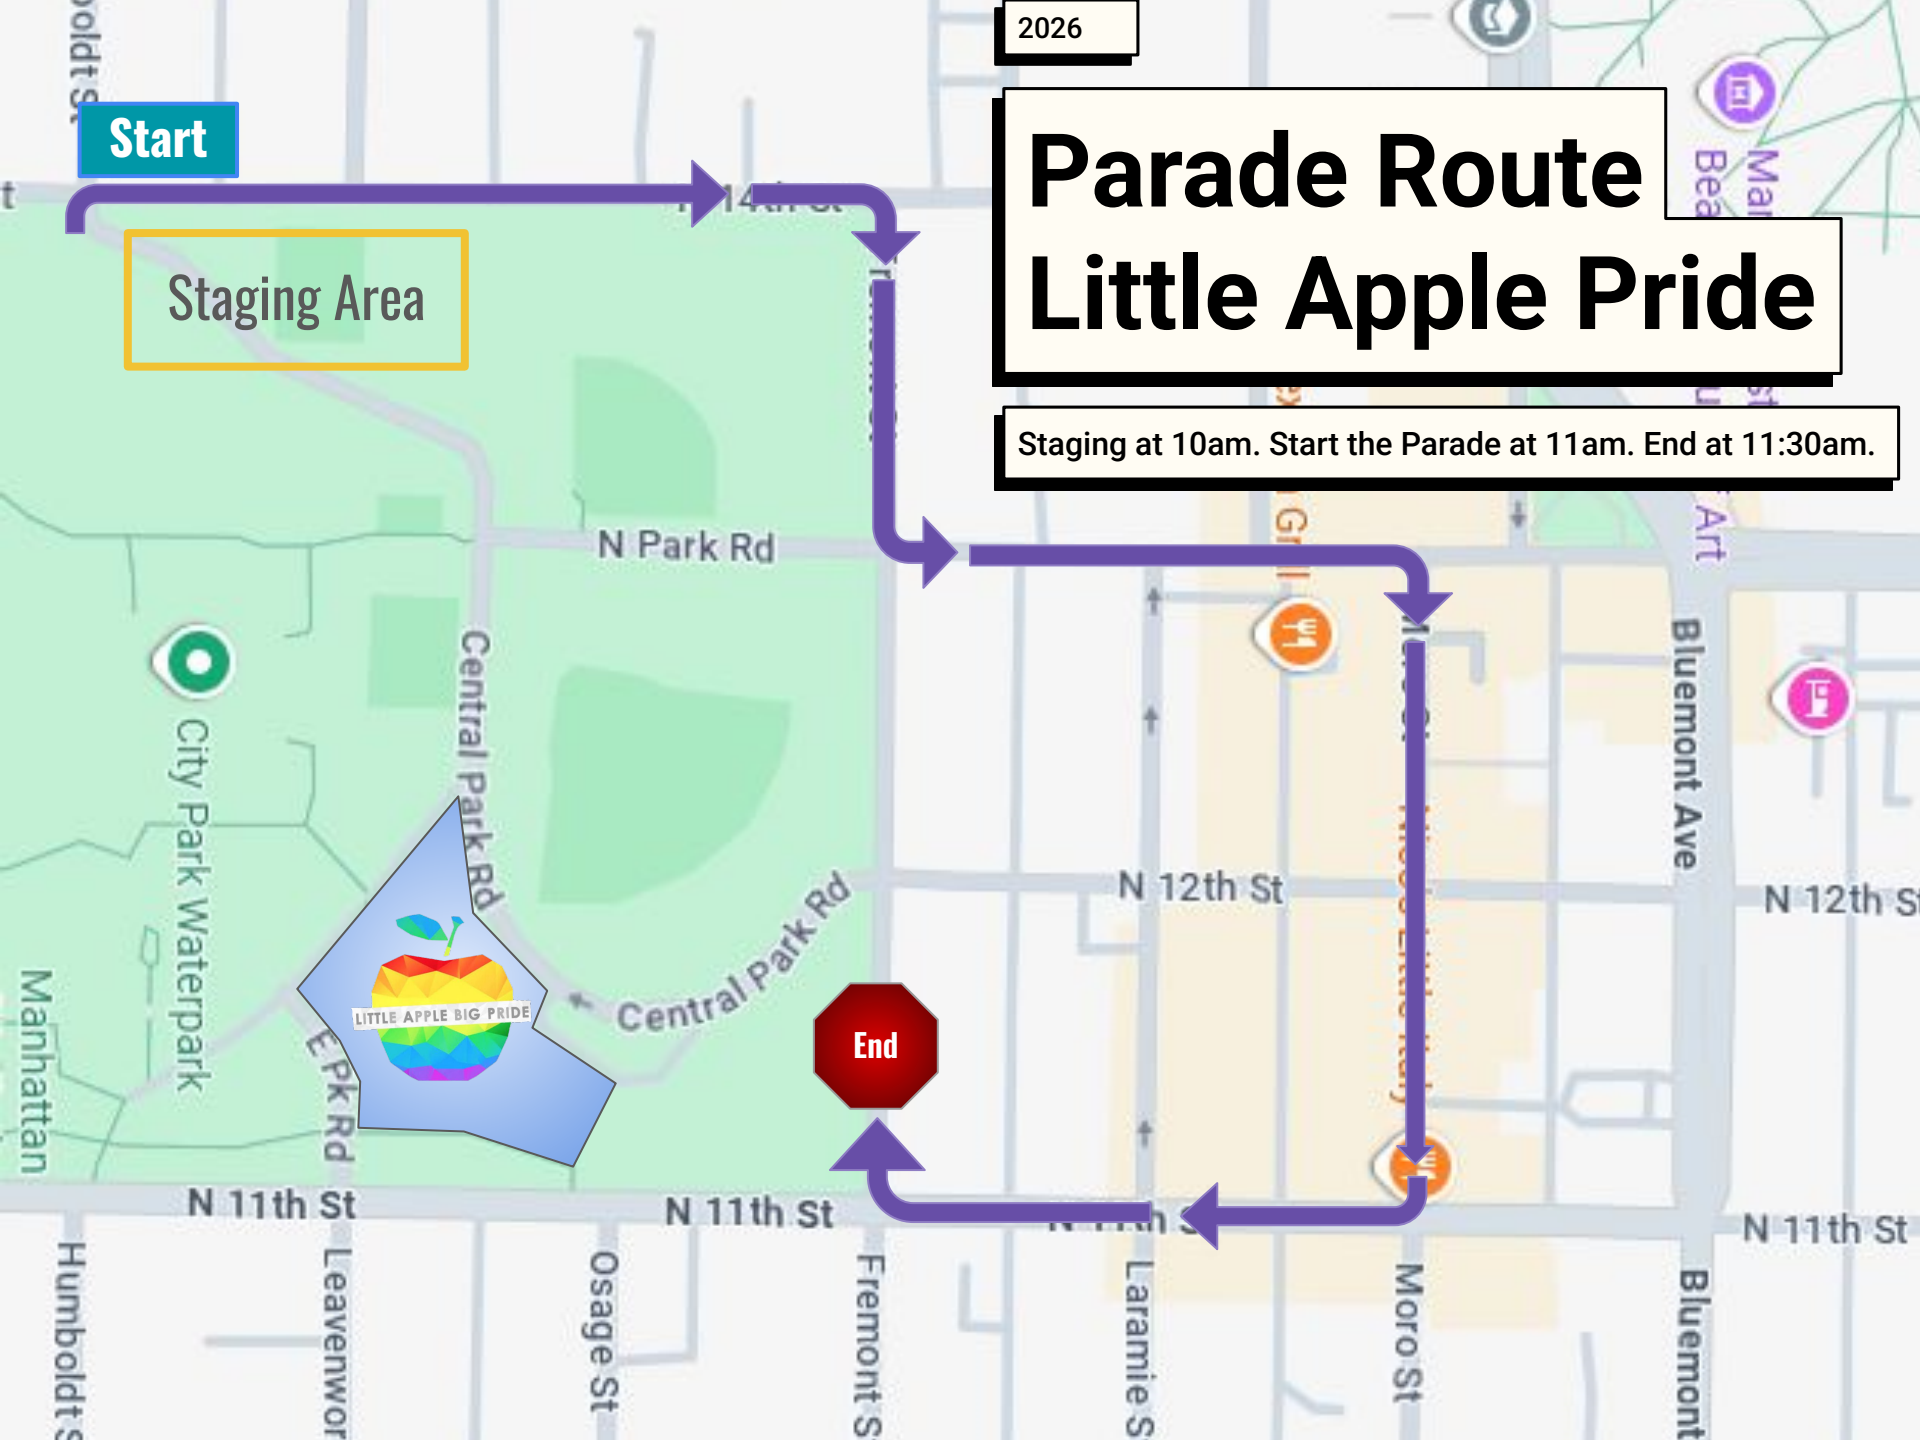 2026
Parade Route
Little Apple Pride
Staging at 10am. Start the Parade at 11am. End at 11:30am.
Start
Staging Area
N Park Rd
Central Park Rd
City Park Waterpark
Bluemont Ave
N 12th St
N 12th St
Central Park Rd
LITTLE APPLE BIG PRIDE
End
Manhattan
E Pk Rd
N 11th St
N 11th St
N 11th St
Humboldt S
Leavenwor
Osage St
Fremont S
Laramie S
Moro St
Bluemont
Art